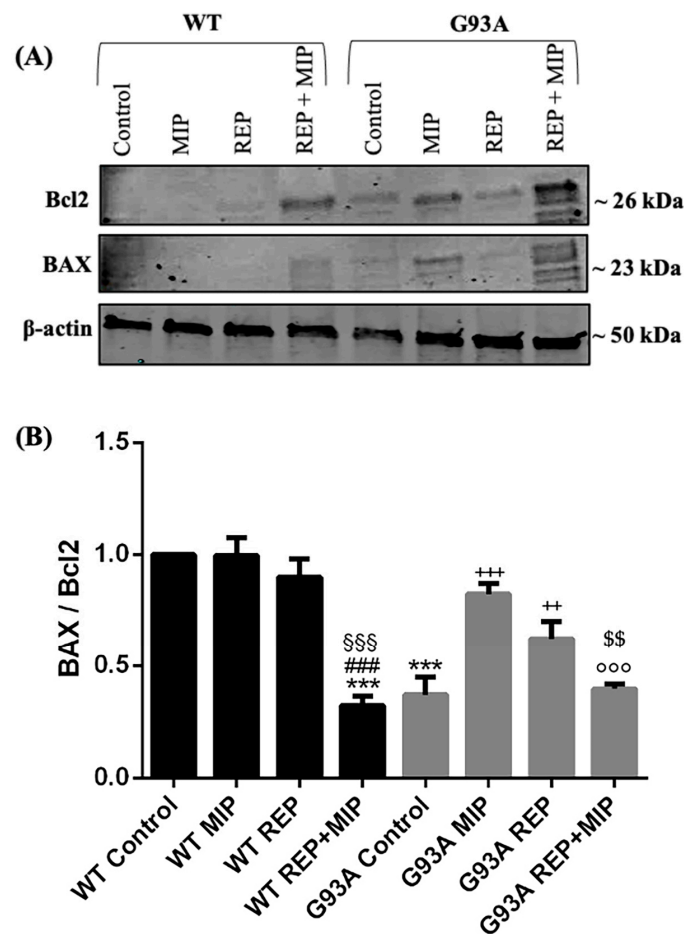 WT G93A
(A)
Control MIP REP REP + MIP Control MIP REP REP + MIP
Bcl2 ~ 26 kDa
BAX ~ 23 kDa
β-actin ~ 50 kDa
(B)
BAX / Bcl2
1.5
1.0
0.5
0.0
§§§
###
***
***
+++
++
$$
°°°
WT Control
WT MIP
WT REP
WT REP+MIP
G93A Control
G93A MIP
G93A REP
G93A REP+MIP